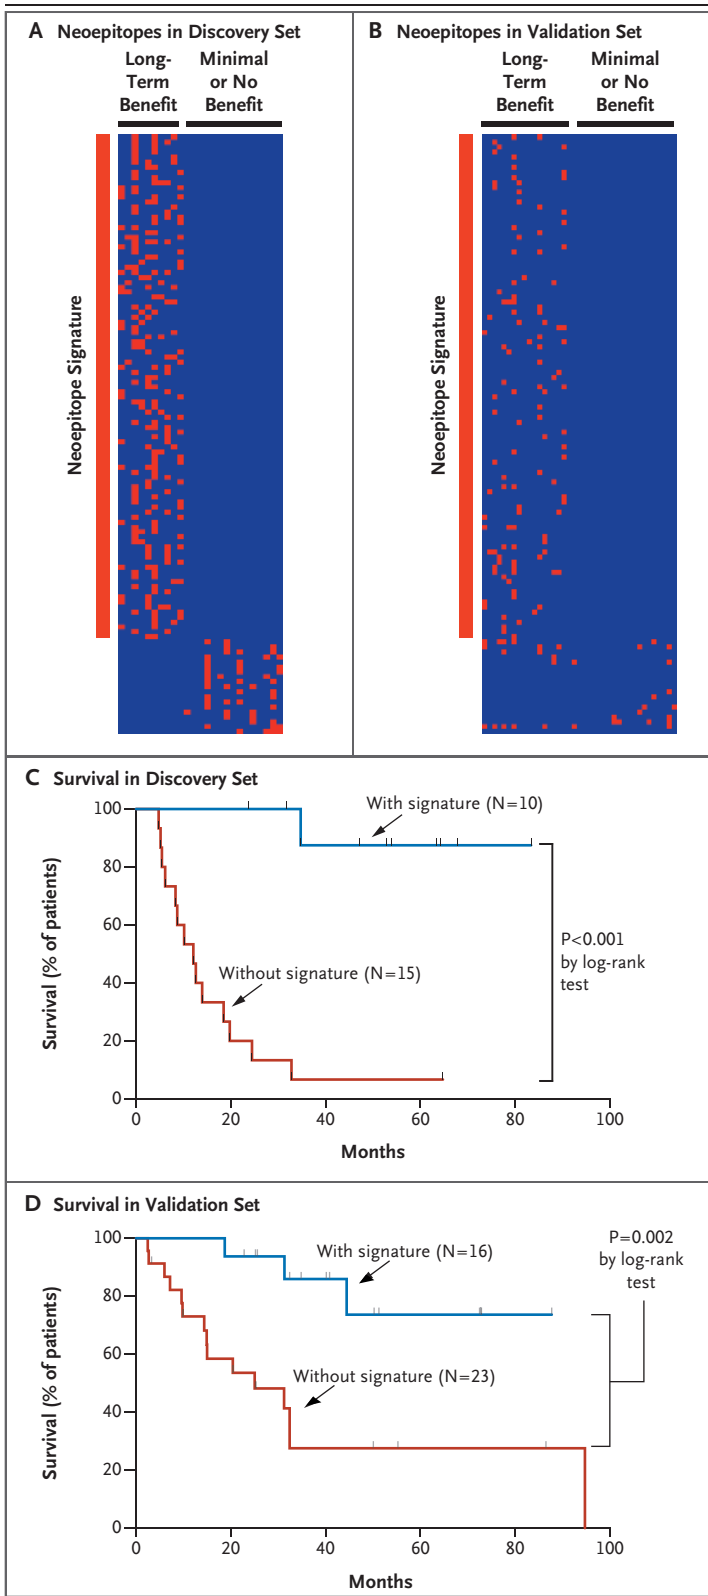 A Neoepitopes in Discovery Set
Long-
Term
Benefit
Minimal
or No
Benefit
Neoepitope Signature
B Neoepitopes in Validation Set
Long-
Term
Benefit
Minimal
or No
Benefit
Neoepitope Signature
C Survival in Discovery Set
Survival (% of patients)
100
80
60
40
20
0
With signature (N=10)
Without signature (N=15)
P<0.001
by log-rank
test
0 20 40 60 80 100
Months
D Survival in Validation Set
Survival (% of patients)
100
80
60
40
20
0
With signature (N=16)
Without signature (N=23)
P=0.002
by log-rank
test
0 20 40 60 80 100
Months